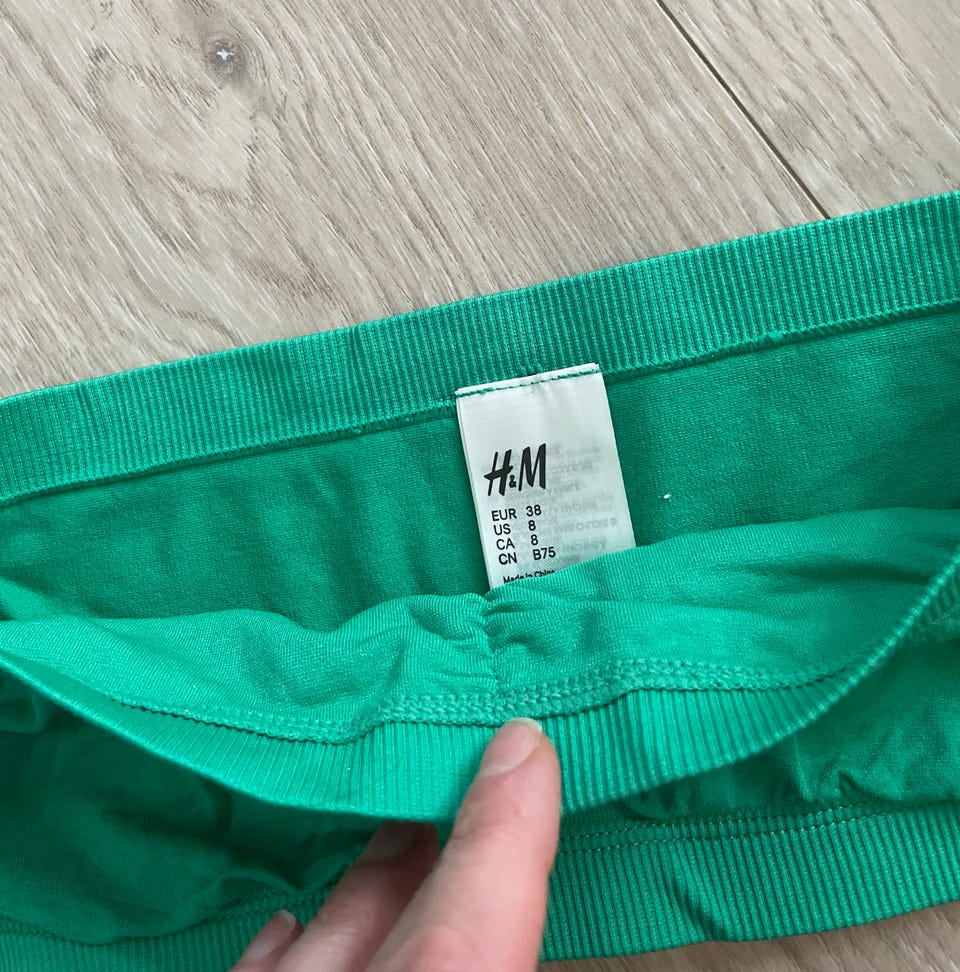 H&M
EUR 38
US 8
CA 8
CN B75
Made in China